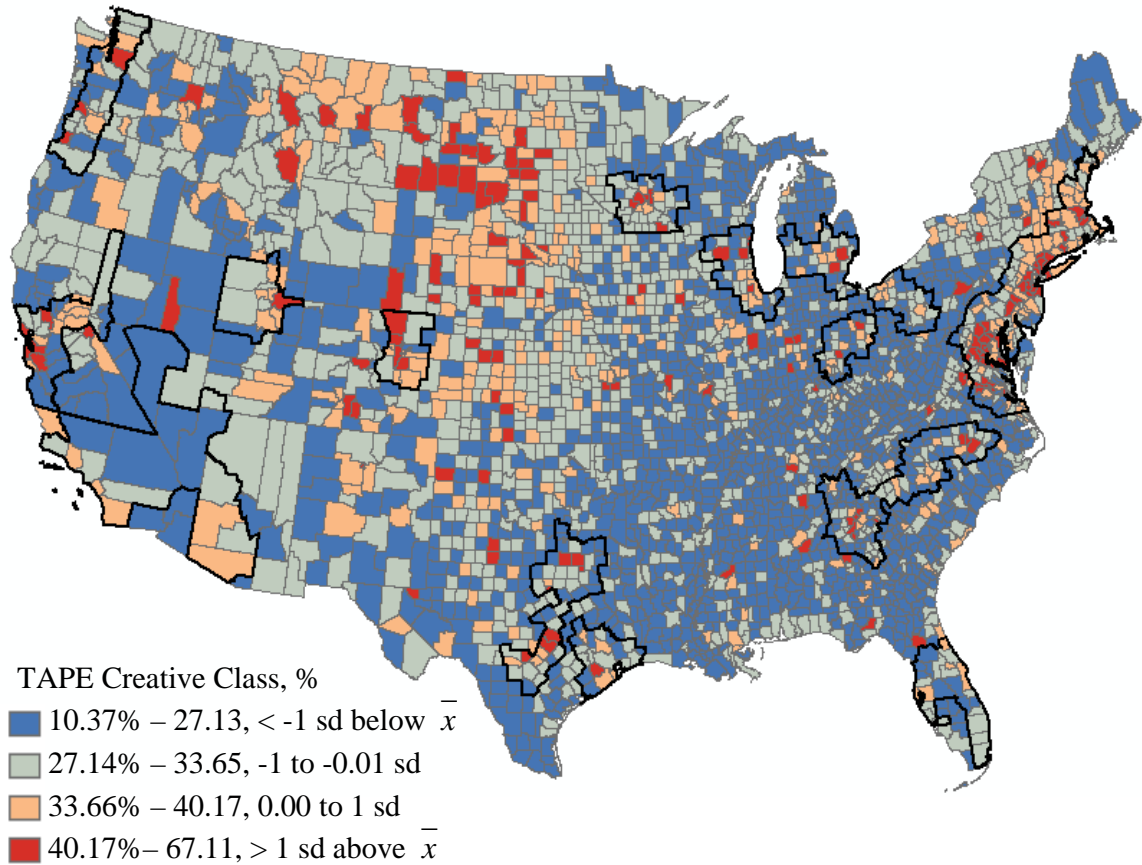 TAPE Creative Class, %
10.37% – 27.13, < -1 sd below x̅
27.14% – 33.65, -1 to -0.01 sd
33.66% – 40.17, 0.00 to 1 sd
40.17%– 67.11, > 1 sd above x̅